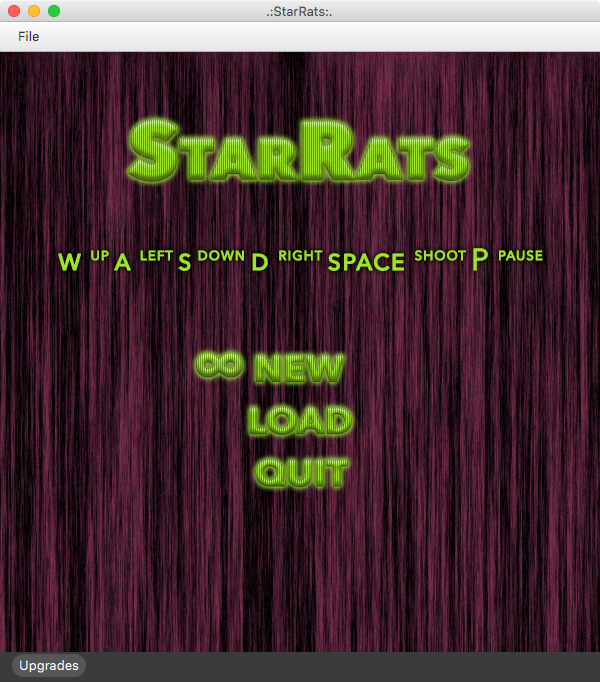 .:StarRats:.
File
StarRats
W UP A LEFT S DOWN D RIGHT SPACE SHOOT P PAUSE
∞ NEW
LOAD
QUIT
Upgrades